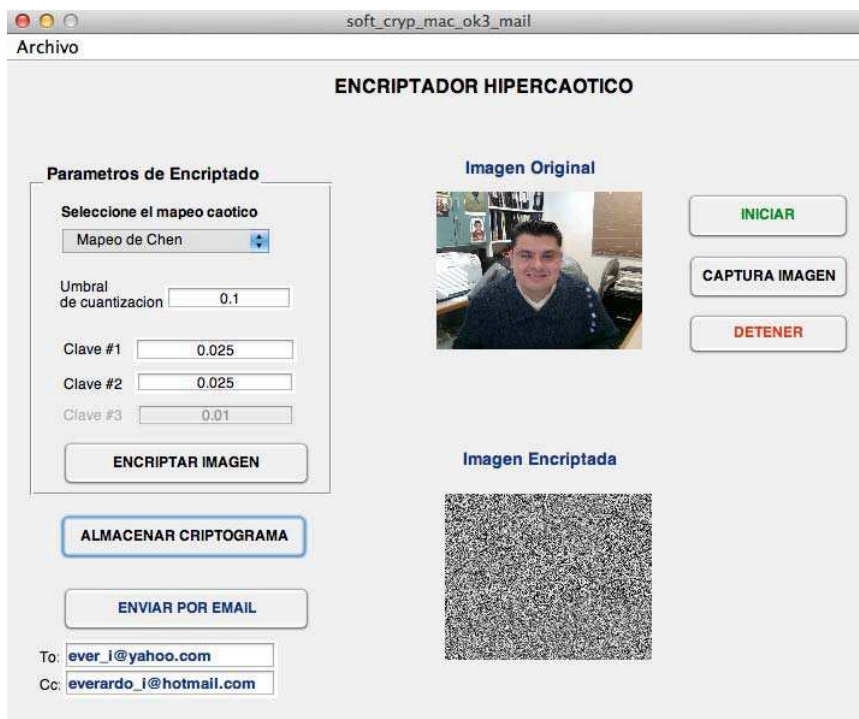 soft_cryp_mac_ok3_mail
Archivo
ENCRIPTADOR HIPERCAOTICO
Parametros de Encriptado
Seleccione el mapeo caotico
Mapeo de Chen
Umbral
de cuantizacion 0.1
Clave #1 0.025
Clave #2 0.025
Clave #3 0.01
ENCRIPTAR IMAGEN
ALMACENAR CRIPTOGRAMA
ENVIAR POR EMAIL
To: ever_i@yahoo.com
Cc: everardo_i@hotmail.com
Imagen Original
Imagen Encriptada
INICIAR
CAPTURA IMAGEN
DETENER